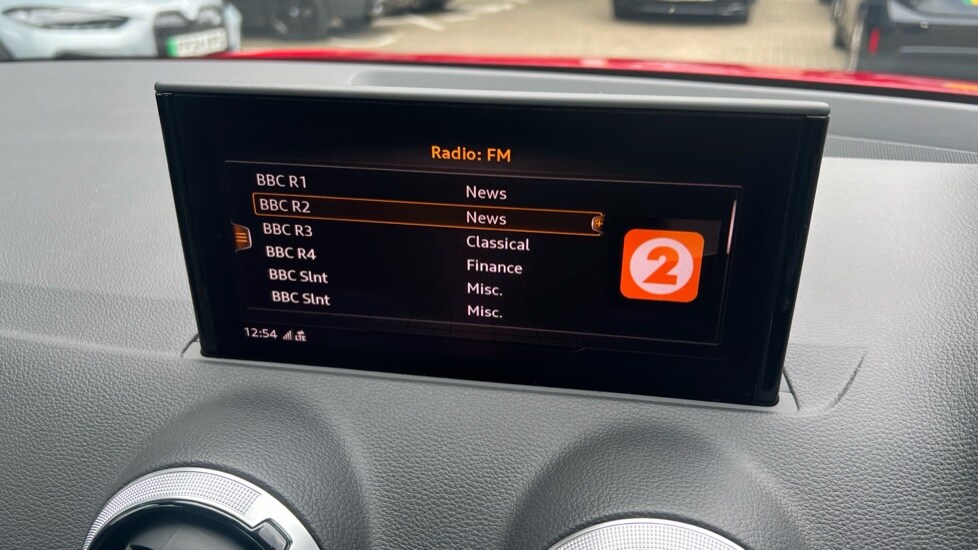 Radio: FM
BBC R1 News
BBC R2 News
BBC R3 Classical
BBC R4 Finance
BBC Slnt Misc.
BBC Slnt Misc.
2
12:54 LTE